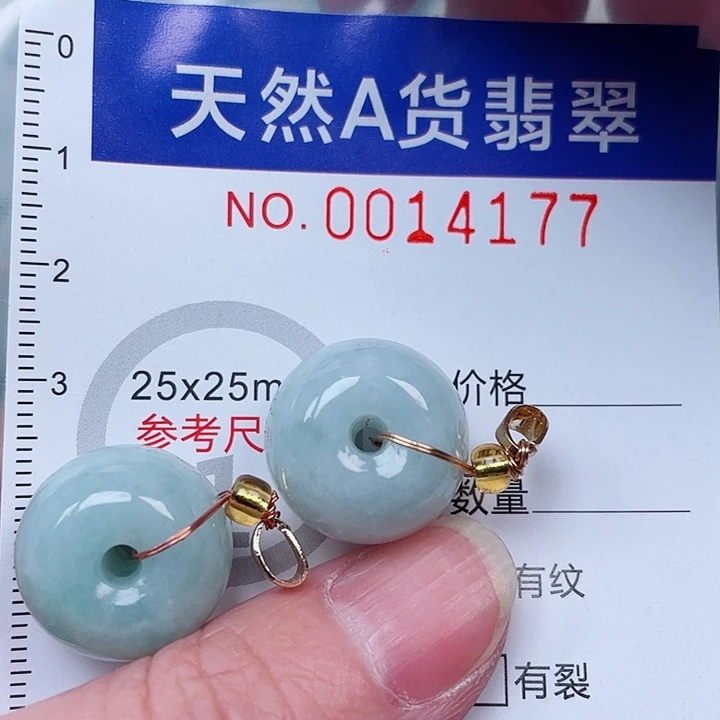 0
天然A货翡翠
1
NO.0014177
2
3
25x25m
价格
参考尺
数量
有纹
有裂